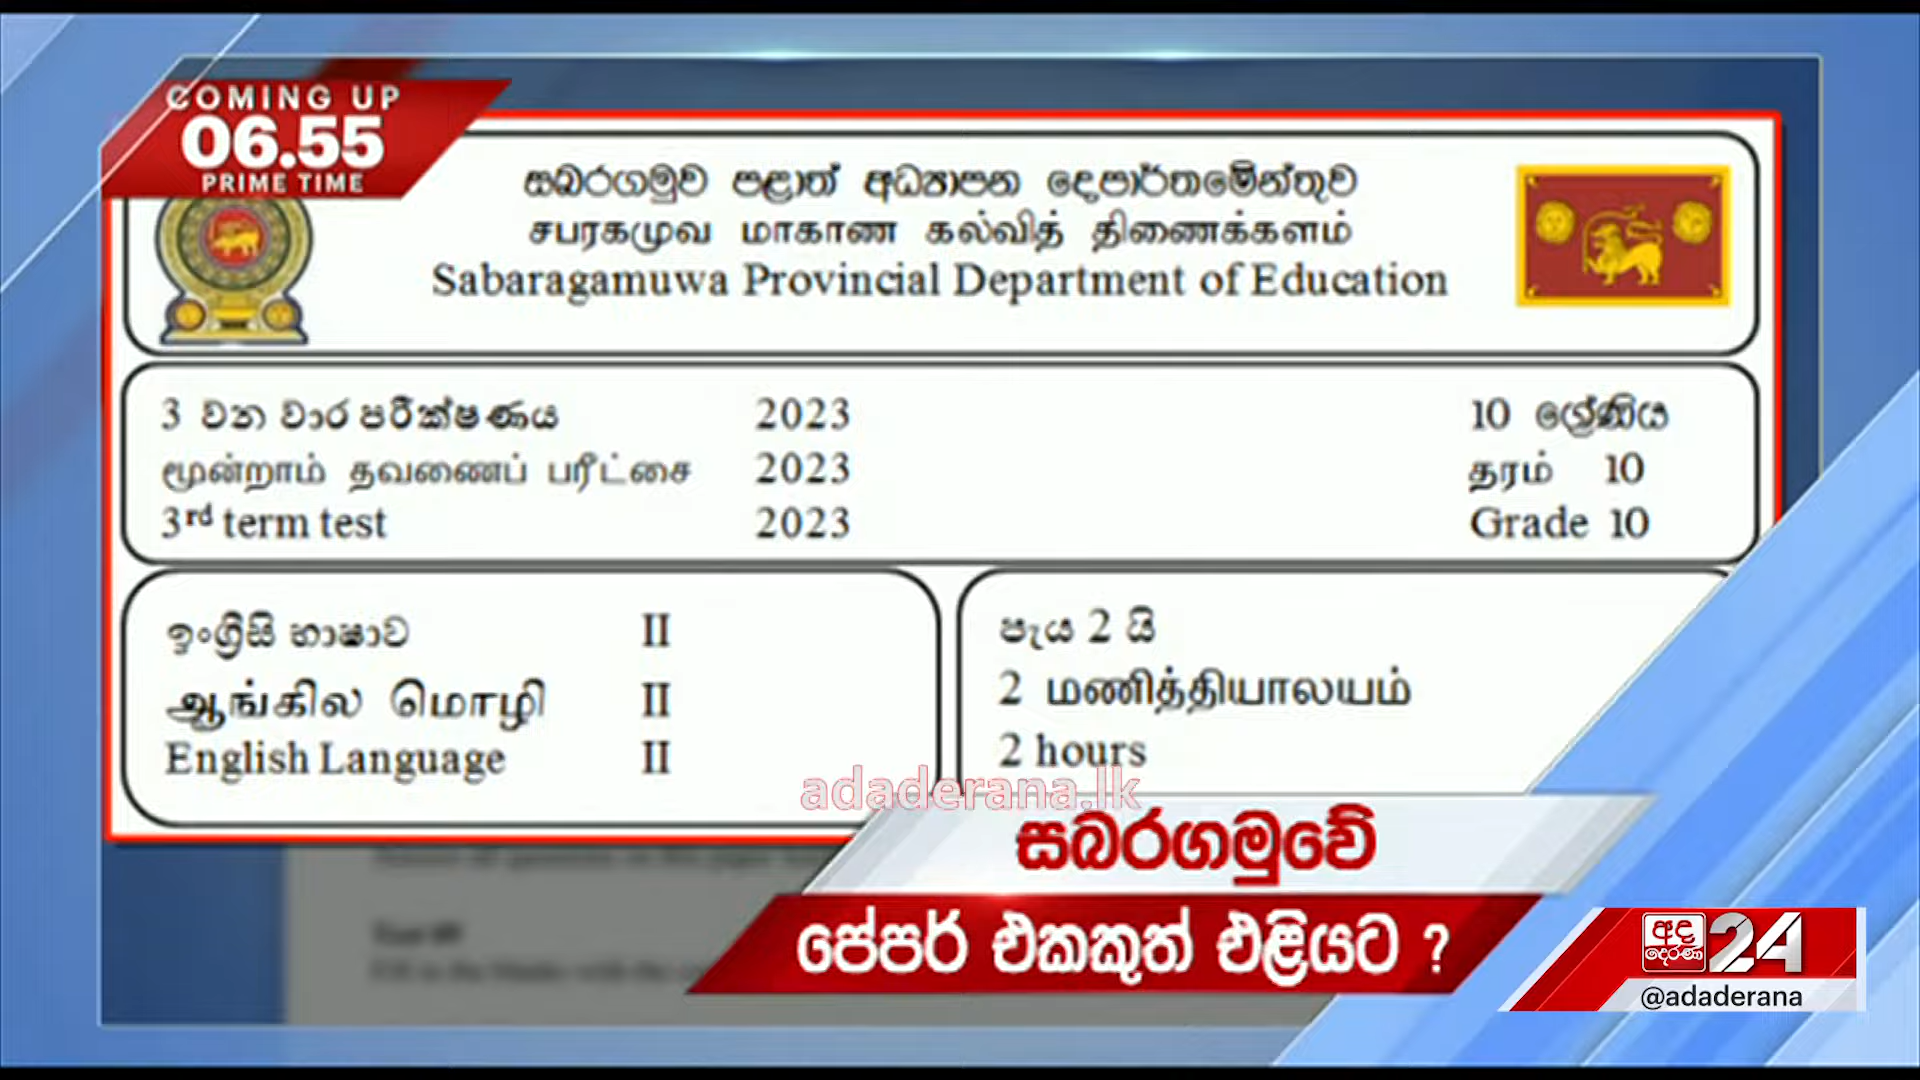 COMING UP
06.55
PRIME TIME
සබරගමුව පළාත් අධ්‍යාපන දෙපාර්තමේන්තුව
சபரகமுவ மாகாண கல்வித் திணைக்களம்
Sabaragamuwa Provincial Department of Education
3 වන වාර පරීක්ෂණය 2023 10 ශ්‍රේණිය
மூன்றாம் தவணைப் பரீட்சை 2023 தரம் 10
3rd term test 2023 Grade 10
ඉංග්‍රීසි භාෂාව II
ஆங்கில மொழி II
English Language II
පැය 2 යි
2 மணித்தியாலயம்
2 hours
adaderana.lk
සබරගමුවේ
පේපර් එකකුත් එළියට ?
අද
දෙරණ
24
@adaderana